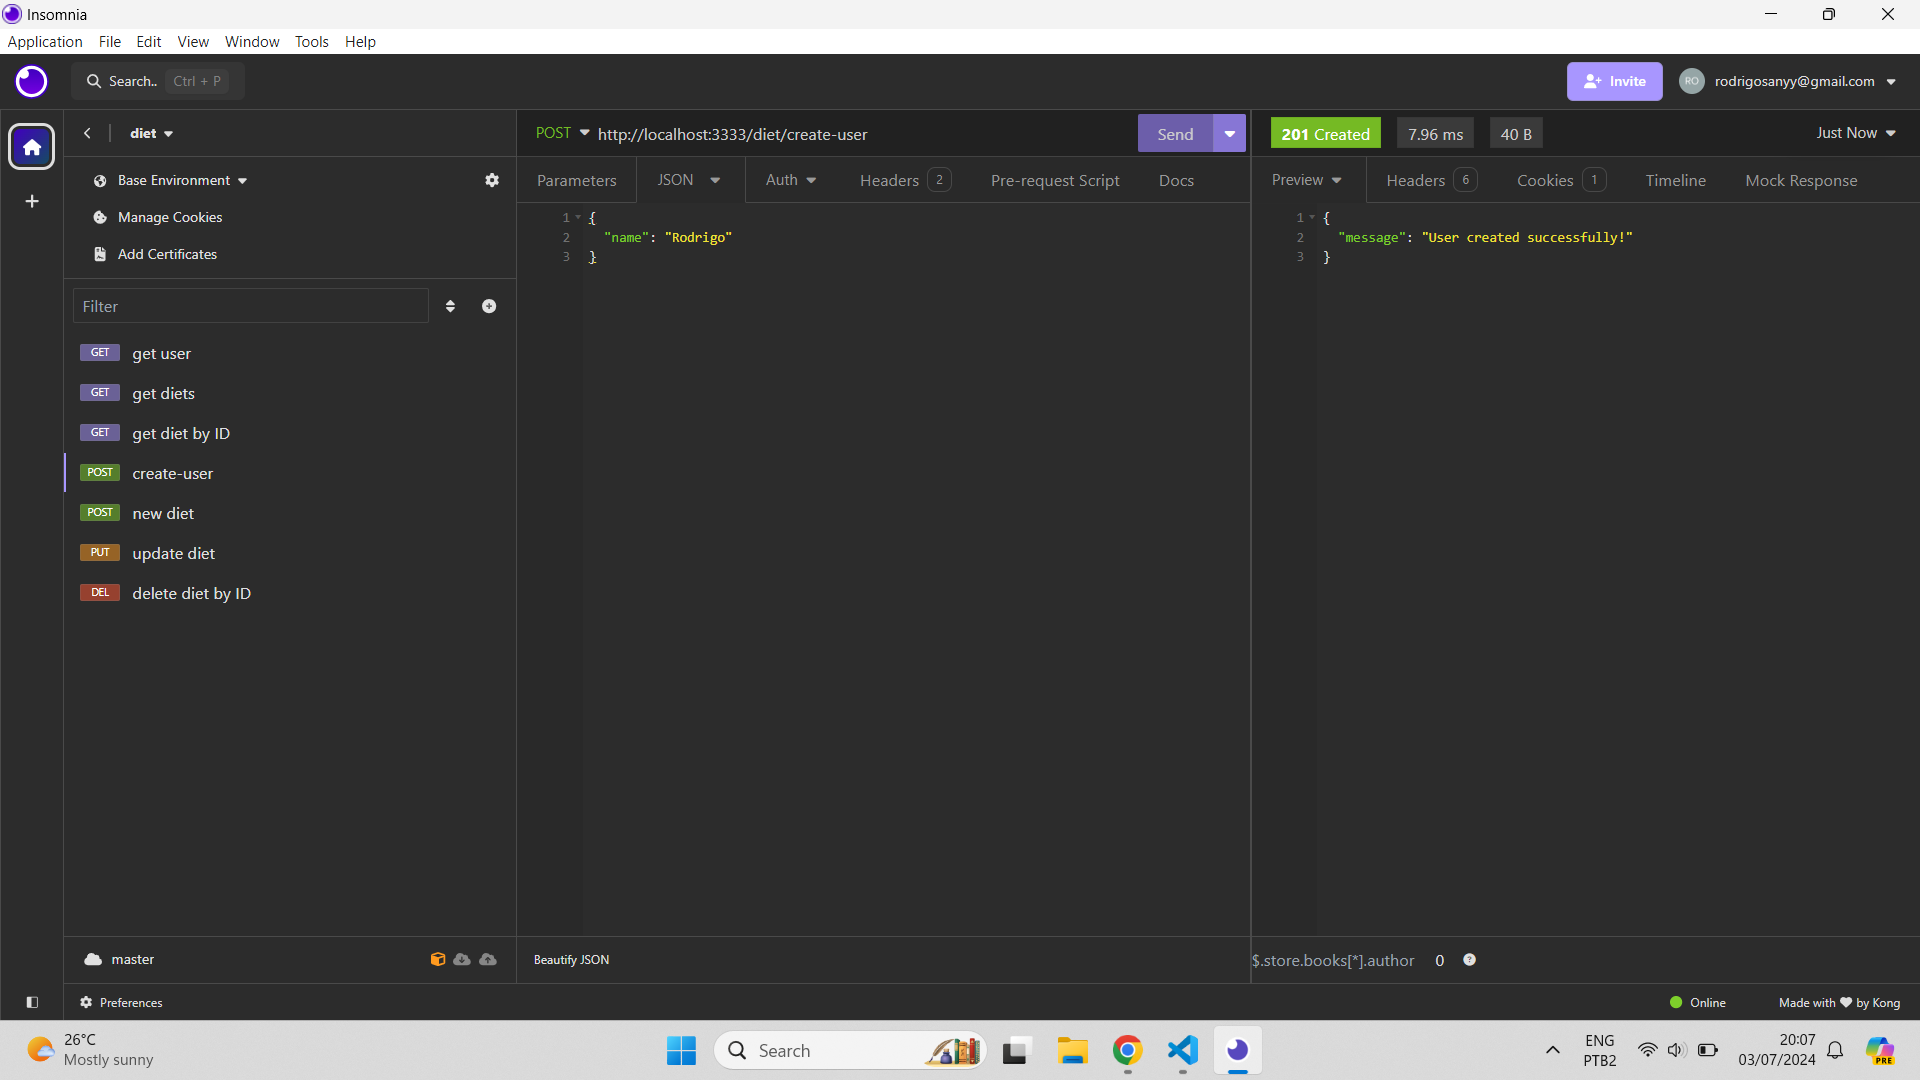 Insomnia
Application File Edit View Window Tools Help
Search.. Ctrl + P
Invite
RO rodrigosanyy@gmail.com
diet
POST http://localhost:3333/diet/create-user
Send
201 Created 7.96 ms 40 B
Just Now
Base Environment
Parameters JSON Auth Headers 2 Pre-request Script Docs
Preview Headers 6 Cookies 1 Timeline Mock Response
Manage Cookies
Add Certificates
1 {
2 "name": "Rodrigo"
3 }
1 {
2 "message": "User created successfully!"
3 }
Filter
GET get user
GET get diets
GET get diet by ID
POST create-user
POST new diet
PUT update diet
DEL delete diet by ID
master
Beautify JSON
$.store.books[*].author 0 ?
Preferences
Online
Made with ❤ by Kong
26°C
Mostly sunny
Search
ENG
PTB2
20:07
03/07/2024
PRE